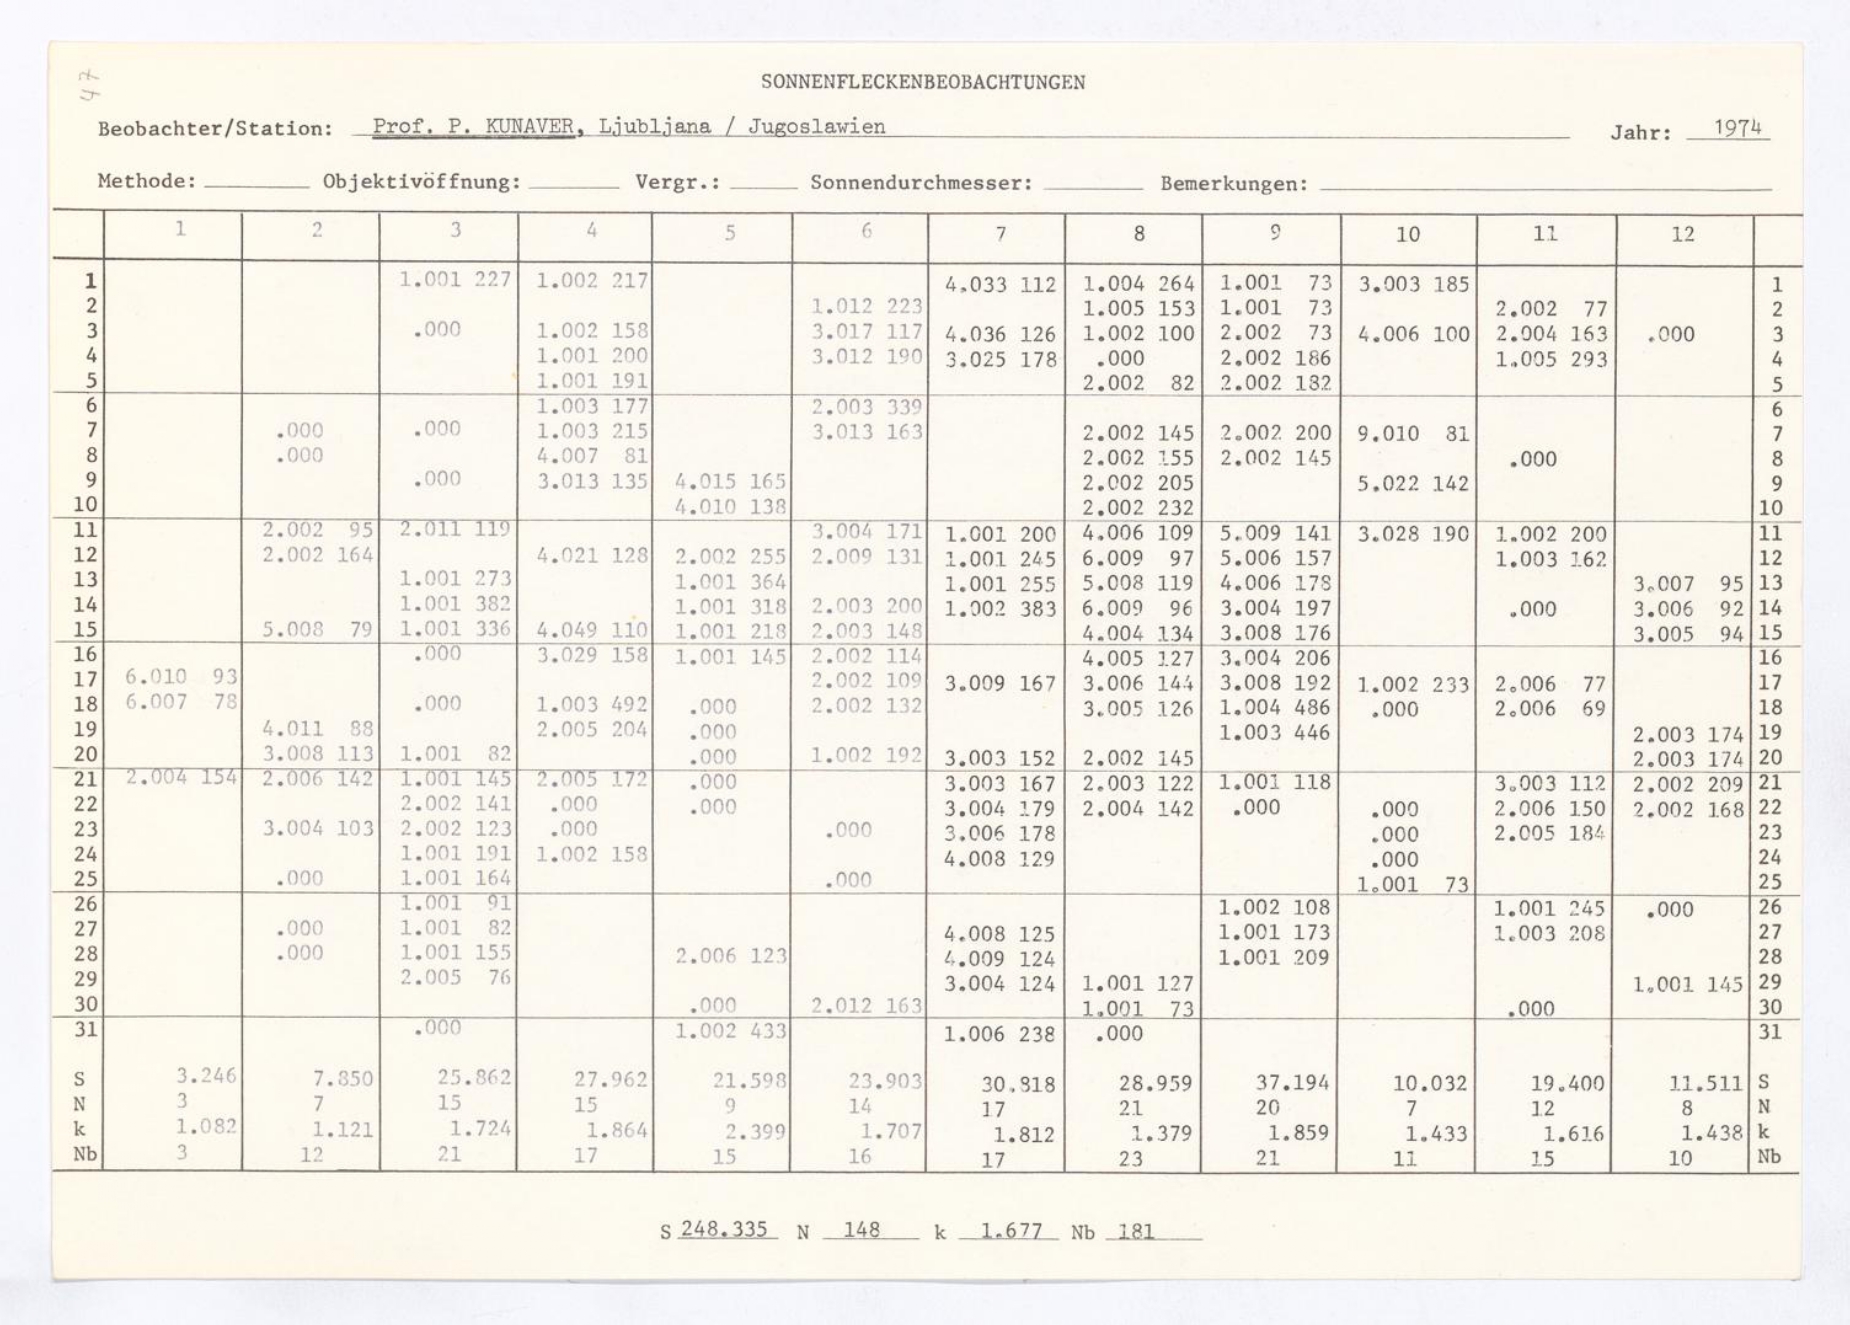 47
SONNENFLECKENBEOBACHTUNGEN
Beobachter/Station: Prof. P. KUNAVER, Ljubljana / Jugoslawien Jahr: 1974
Methode: Objektivöffnung: Vergr.: Sonnendurchmesser: Bemerkungen:
1 2 3 4 5 6 7 8 9 10 11 12
1 1.001 227 1.002 217 4.033 112 1.004 264 1.001 73 3.003 185 1
2 1.012 223 1.005 153 1.001 73 2.002 77 2
3 .000 1.002 158 3.017 117 4.036 126 1.002 100 2.002 73 4.006 100 2.004 163 .000 3
4 1.001 200 3.012 190 3.025 178 .000 2.002 186 1.005 293 4
5 1.001 191 2.002 82 2.002 182 5
6 1.003 177 2.003 339 6
7 .000 .000 1.003 215 3.013 163 2.002 145 2.002 200 9.010 81 7
8 .000 4.007 81 2.002 155 2.002 145 .000 8
9 .000 3.013 135 4.015 165 2.002 205 5.022 142 9
10 4.010 138 2.002 232 10
11 2.002 95 2.011 119 3.004 171 1.001 200 4.006 109 5.009 141 3.028 190 1.002 200 11
12 2.002 164 4.021 128 2.002 255 2.009 131 1.001 245 6.009 97 5.006 157 1.003 162 12
13 1.001 273 1.001 364 1.001 255 5.008 119 4.006 178 3.007 95 13
14 1.001 382 1.001 318 2.003 200 1.002 383 6.009 96 3.004 197 .000 3.006 92 14
15 5.008 79 1.001 336 4.049 110 1.001 218 2.003 148 4.004 134 3.008 176 3.005 94 15
16 .000 3.029 158 1.001 145 2.002 114 4.005 127 3.004 206 16
17 6.010 93 2.002 109 3.009 167 3.006 144 3.008 192 1.002 233 2.006 77 17
18 6.007 78 .000 1.003 492 .000 2.002 132 3.005 126 1.004 486 .000 2.006 69 18
19 4.011 88 2.005 204 .000 1.003 446 2.003 174 19
20 3.008 113 1.001 82 .000 1.002 192 3.003 152 2.002 145 2.003 174 20
21 2.004 154 2.006 142 1.001 145 2.005 172 .000 3.003 167 2.003 122 1.001 118 3.003 112 2.002 209 21
22 2.002 141 .000 .000 3.004 179 2.004 142 .000 .000 2.006 150 2.002 168 22
23 3.004 103 2.002 123 .000 .000 3.006 178 .000 2.005 184 23
24 1.001 191 1.002 158 4.008 129 .000 24
25 .000 1.001 164 .000 1.001 73 25
26 1.001 91 1.002 108 1.001 245 .000 26
27 .000 1.001 82 4.008 125 1.001 173 1.003 208 27
28 .000 1.001 155 2.006 123 4.009 124 1.001 209 28
29 2.005 76 3.004 124 1.001 127 1.001 145 29
30 .000 2.012 163 1.001 73 .000 30
31 .000 1.002 433 1.006 238 .000 31
S 3.246 7.850 25.862 27.962 21.598 23.903 30.818 28.959 37.194 10.032 19.400 11.511 S
N 3 7 15 15 9 14 17 21 20 7 12 8 N
k 1.082 1.121 1.724 1.864 2.399 1.707 1.812 1.379 1.859 1.433 1.616 1.438 k
Nb 3 12 21 17 15 16 17 23 21 11 15 10 Nb
S 248.335 N 148 k 1.677 Nb 181